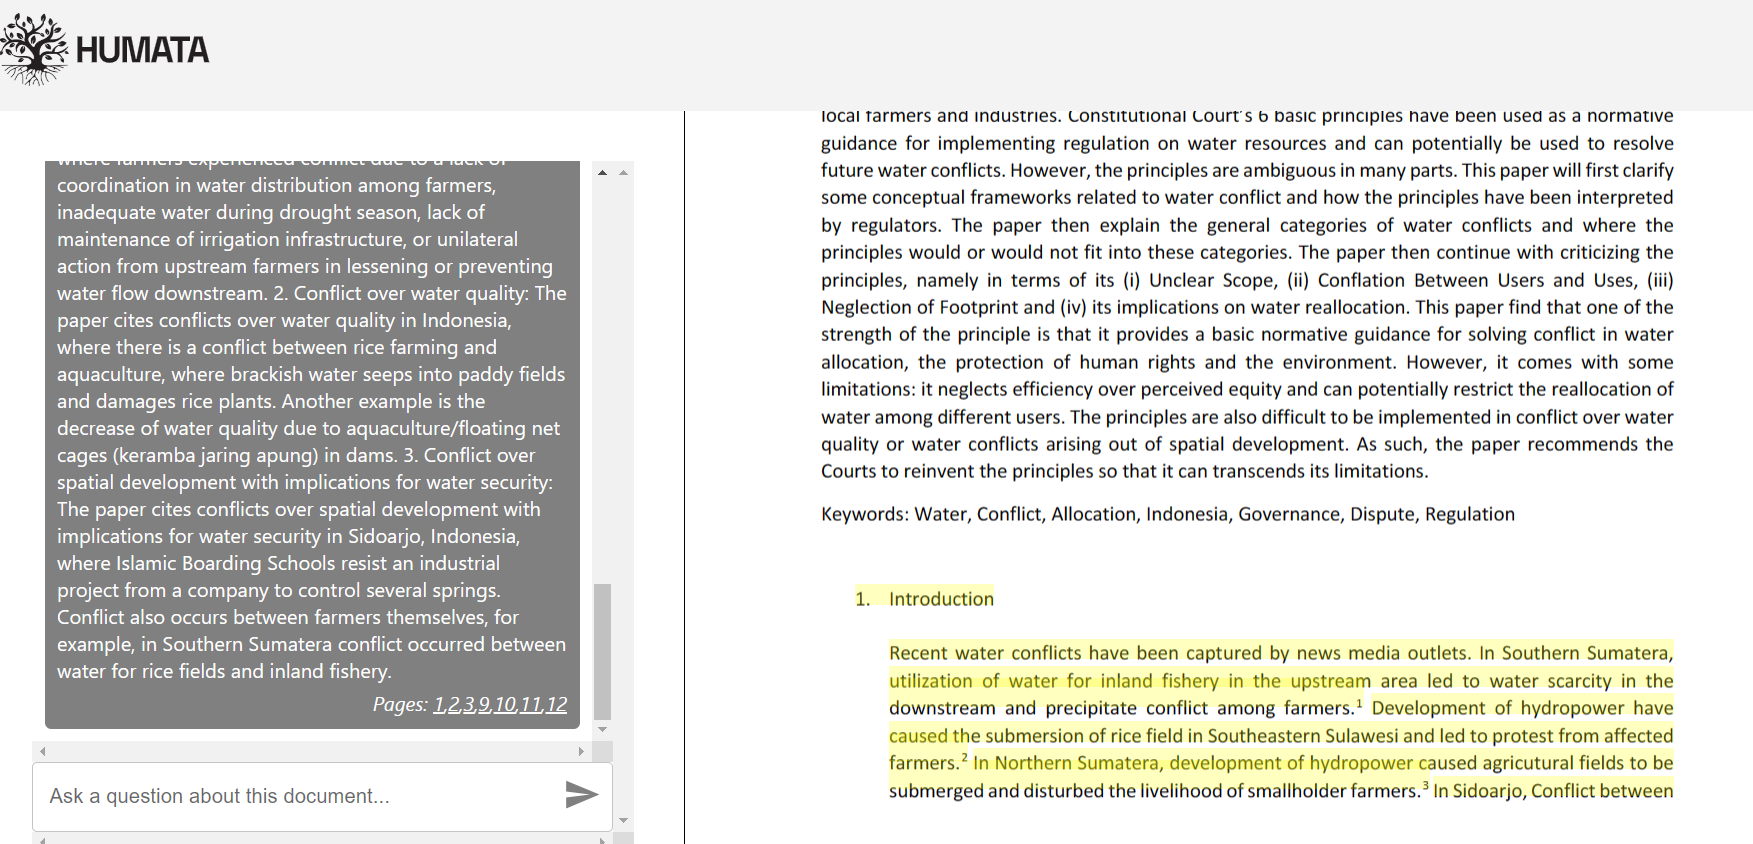 HUMATA
where farmers experienced conflict due to a lack of
coordination in water distribution among farmers,
inadequate water during drought season, lack of
maintenance of irrigation infrastructure, or unilateral
action from upstream farmers in lessening or preventing
water flow downstream. 2. Conflict over water quality: The
paper cites conflicts over water quality in Indonesia,
where there is a conflict between rice farming and
aquaculture, where brackish water seeps into paddy fields
and damages rice plants. Another example is the
decrease of water quality due to aquaculture/floating net
cages (keramba jaring apung) in dams. 3. Conflict over
spatial development with implications for water security:
The paper cites conflicts over spatial development with
implications for water security in Sidoarjo, Indonesia,
where Islamic Boarding Schools resist an industrial
project from a company to control several springs.
Conflict also occurs between farmers themselves, for
example, in Southern Sumatera conflict occurred between
water for rice fields and inland fishery.
Pages: 1,2,3,9,10,11,12
Ask a question about this document...
local farmers and industries. Constitutional Court's 6 basic principles have been used as a normative
guidance for implementing regulation on water resources and can potentially be used to resolve
future water conflicts. However, the principles are ambiguous in many parts. This paper will first clarify
some conceptual frameworks related to water conflict and how the principles have been interpreted
by regulators. The paper then explain the general categories of water conflicts and where the
principles would or would not fit into these categories. The paper then continue with criticizing the
principles, namely in terms of its (i) Unclear Scope, (ii) Conflation Between Users and Uses, (iii)
Neglection of Footprint and (iv) its implications on water reallocation. This paper find that one of the
strength of the principle is that it provides a basic normative guidance for solving conflict in water
allocation, the protection of human rights and the environment. However, it comes with some
limitations: it neglects efficiency over perceived equity and can potentially restrict the reallocation of
water among different users. The principles are also difficult to be implemented in conflict over water
quality or water conflicts arising out of spatial development. As such, the paper recommends the
Courts to reinvent the principles so that it can transcends its limitations.
Keywords: Water, Conflict, Allocation, Indonesia, Governance, Dispute, Regulation
1. Introduction
Recent water conflicts have been captured by news media outlets. In Southern Sumatera,
utilization of water for inland fishery in the upstream area led to water scarcity in the
downstream and precipitate conflict among farmers.1 Development of hydropower have
caused the submersion of rice field in Southeastern Sulawesi and led to protest from affected
farmers.2 In Northern Sumatera, development of hydropower caused agricutural fields to be
submerged and disturbed the livelihood of smallholder farmers.3 In Sidoarjo, Conflict between